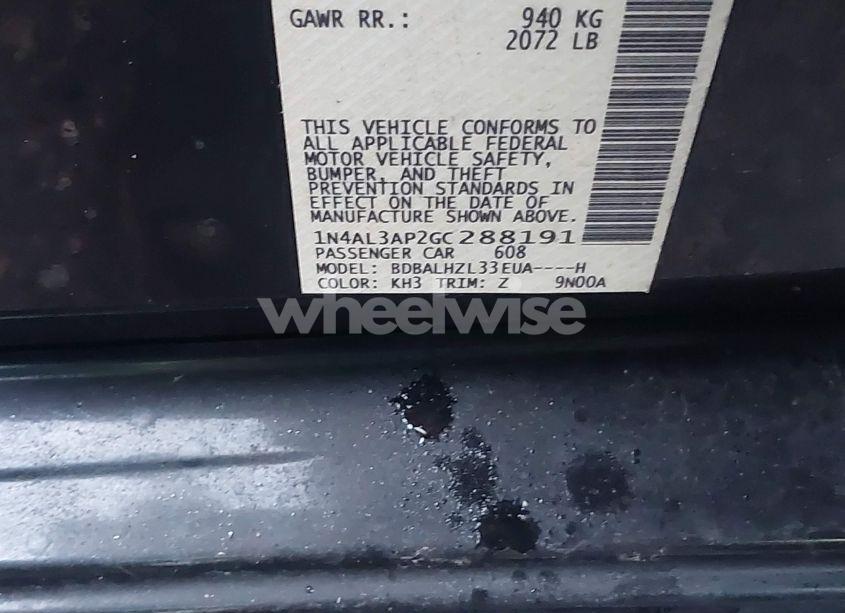 GAWR RR.: 940 KG
2072 LB
THIS VEHICLE CONFORMS TO
ALL APPLICABLE FEDERAL
MOTOR VEHICLE SAFETY,
BUMPER, AND THEFT
PREVENTION STANDARDS IN
EFFECT ON THE DATE OF
MANUFACTURE SHOWN ABOVE.
1N4AL3AP2GC288191
PASSENGER CAR 608
MODEL: BDBALHZL33EUA----H
COLOR: KH3 TRIM: Z 9N00A
wheelwise